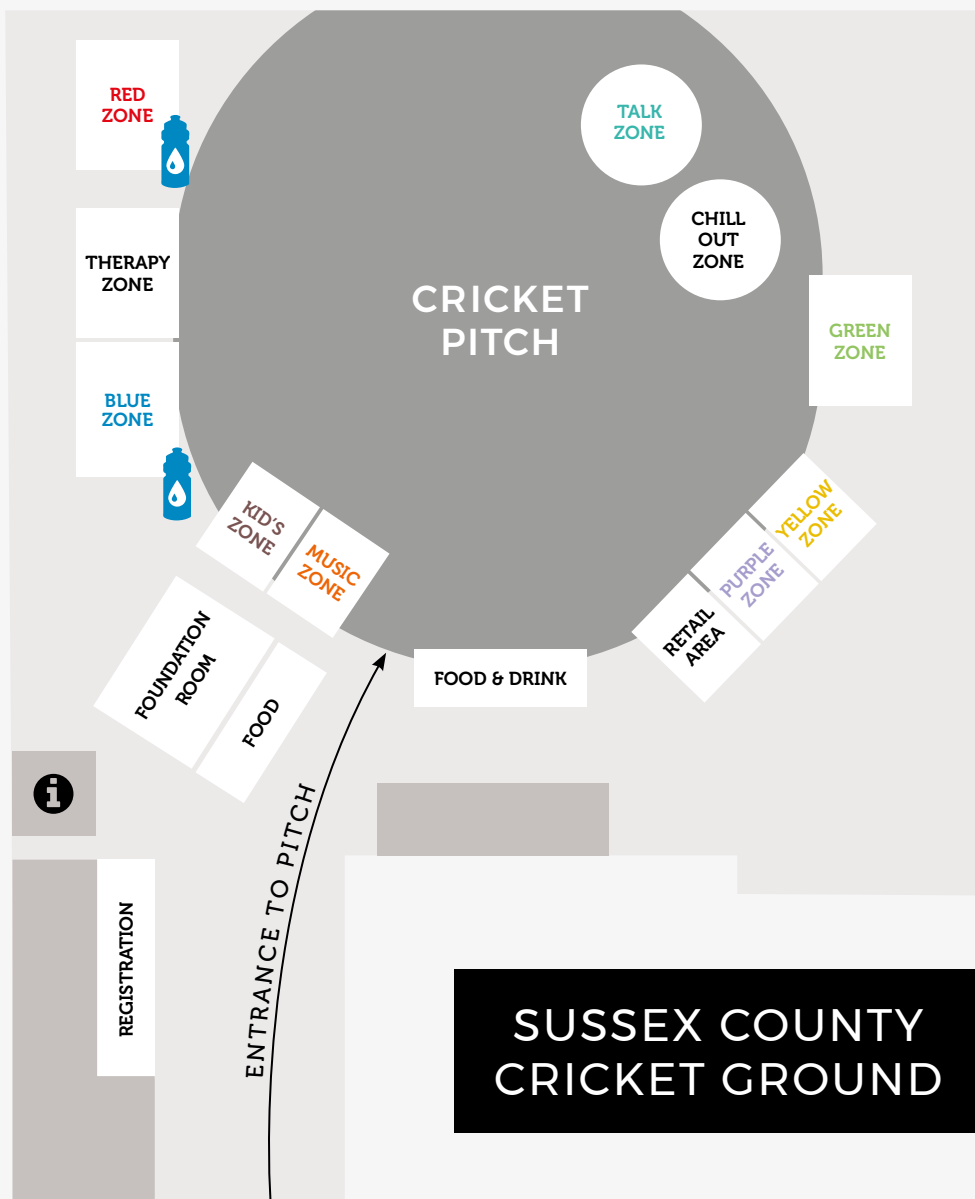 RED
ZONE
TALK
ZONE
CHILL
OUT
ZONE
THERAPY
ZONE
CRICKET
PITCH
GREEN
ZONE
BLUE
ZONE
KID'S
ZONE
MUSIC
ZONE
YELLOW
ZONE
PURPLE
ZONE
RETAIL
AREA
FOUNDATION
ROOM
FOOD
FOOD & DRINK
i
ENTRANCE TO PITCH
REGISTRATION
SUSSEX COUNTY
CRICKET GROUND